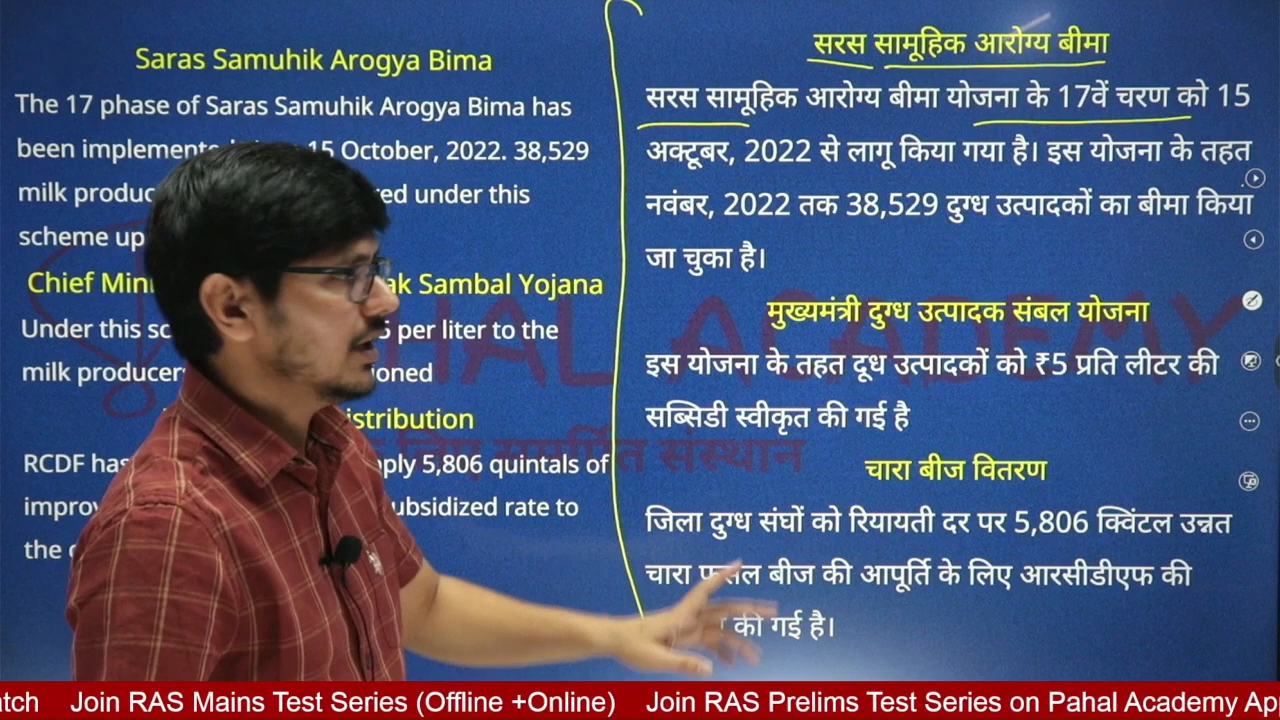 Saras Samuhik Arogya Bima
The 17 phase of Saras Samuhik Arogya Bima has
been implemente 15 October, 2022. 38,529
milk produc ed under this
scheme up
Chief Mini ak Sambal Yojana
Under this sc 5 per liter to the
milk producer ioned
istribution
RCDF has ply 5,806 quintals of
improv ubsidized rate to
the
सरस सामूहिक आरोग्य बीमा
सरस सामूहिक आरोग्य बीमा योजना के 17वें चरण को 15
अक्टूबर, 2022 से लागू किया गया है। इस योजना के तहत
नवंबर, 2022 तक 38,529 दुग्ध उत्पादकों का बीमा किया
जा चुका है।
मुख्यमंत्री दुग्ध उत्पादक संबल योजना
इस योजना के तहत दूध उत्पादकों को ₹5 प्रति लीटर की
सब्सिडी स्वीकृत की गई है
चारा बीज वितरण
जिला दुग्ध संघों को रियायती दर पर 5,806 क्विंटल उन्नत
चारा फसल बीज की आपूर्ति के लिए आरसीडीएफ की
की गई है।
HAL ACADEMY
के लिए समर्पित संस्थान
atch Join RAS Mains Test Series (Offline +Online) Join RAS Prelims Test Series on Pahal Academy Ap